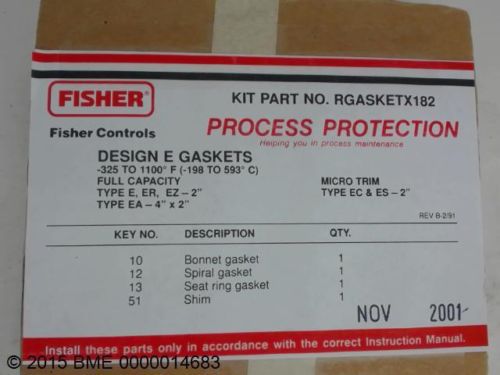 FISHER®
Fisher Controls
KIT PART NO. RGASKETX182
PROCESS PROTECTION
Helping you in process maintenance
DESIGN E GASKETS
-325 TO 1100° F (-198 TO 593° C)
FULL CAPACITY
TYPE E, ER, EZ – 2"
TYPE EA – 4" x 2"
MICRO TRIM
TYPE EC & ES – 2"
REV B-2/91
KEY NO. DESCRIPTION QTY.
10 Bonnet gasket 1
12 Spiral gasket 1
13 Seat ring gasket 1
51 Shim 1
NOV 2001
Install these parts only in accordance with the correct Instruction Manual.
© 2015 BME 0000014683